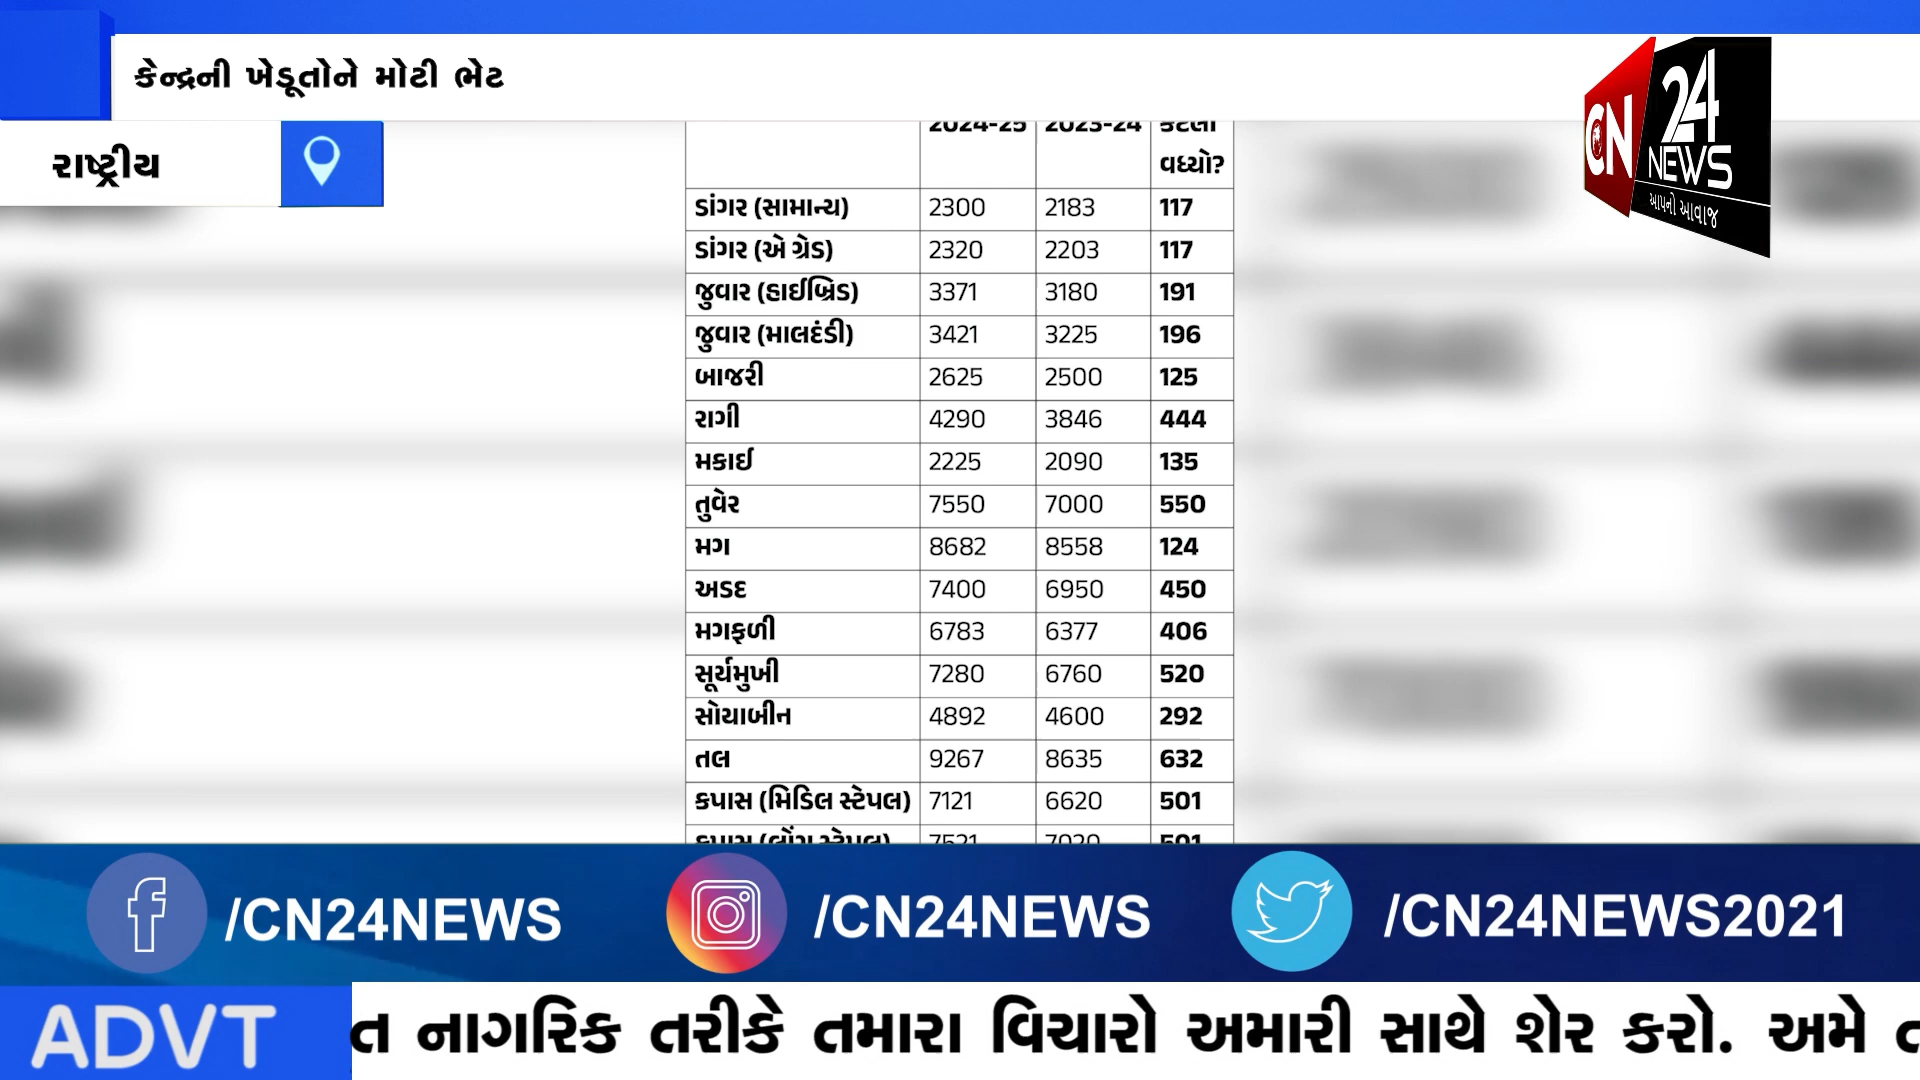 કેન્દ્રની ખેડૂતોને મોટી ભેટ
CN 24 NEWS
આપનો આવાજ
રાષ્ટ્રીય
2024-25 2023-24 કેટલો વધ્યો?
ડાંગર (સામાન્ય) 2300 2183 117
ડાંગર (એ ગ્રેડ) 2320 2203 117
જુવાર (હાઈબ્રિડ) 3371 3180 191
જુવાર (માલદંડી) 3421 3225 196
બાજરી 2625 2500 125
રાગી 4290 3846 444
મકાઈ 2225 2090 135
તુવેર 7550 7000 550
મગ 8682 8558 124
અડદ 7400 6950 450
મગફળી 6783 6377 406
સૂર્યમુખી 7280 6760 520
સોયાબીન 4892 4600 292
તલ 9267 8635 632
કપાસ (મિડિલ સ્ટેપલ) 7121 6620 501
કપાસ (લોંગ સ્ટેપલ) 7521 7020 501
/CN24NEWS /CN24NEWS /CN24NEWS2021
ADVT ત નાગરિક તરીકે તમારા વિચારો અમારી સાથે શેર કરો. અમે